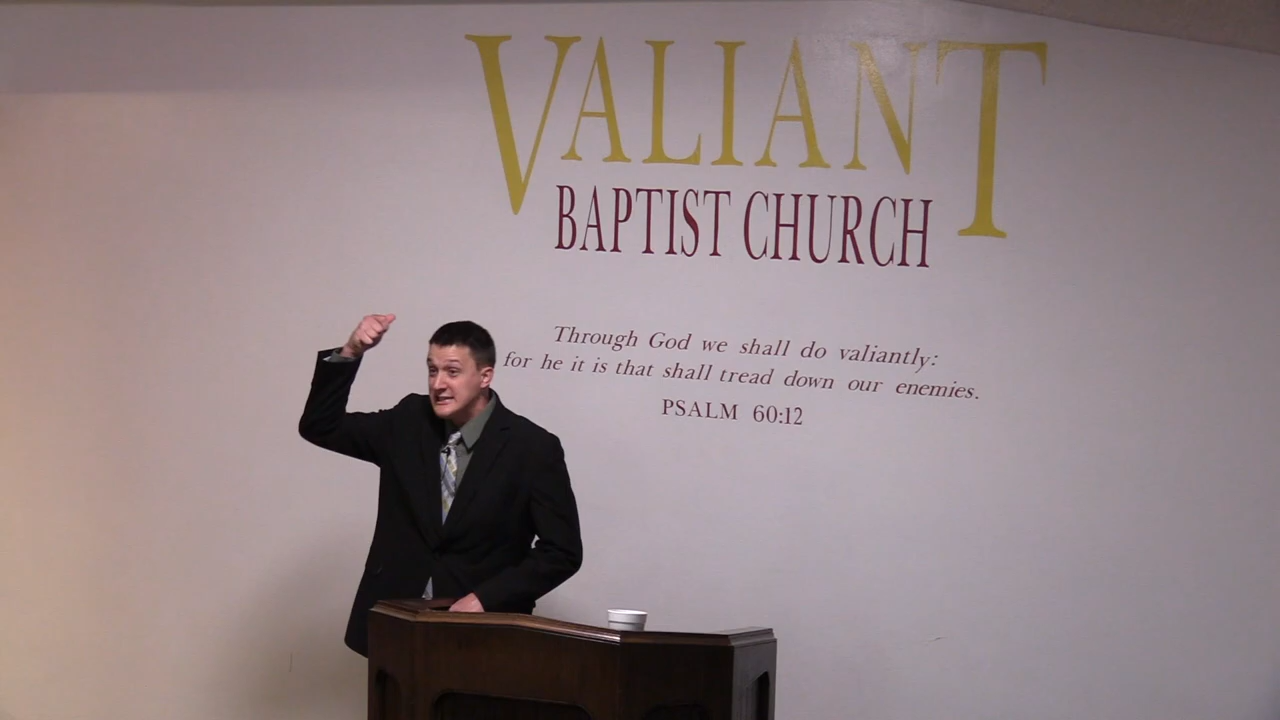 VALIANT
BAPTIST CHURCH
Through God we shall do valiantly:
for he it is that shall tread down our enemies.
PSALM 60:12